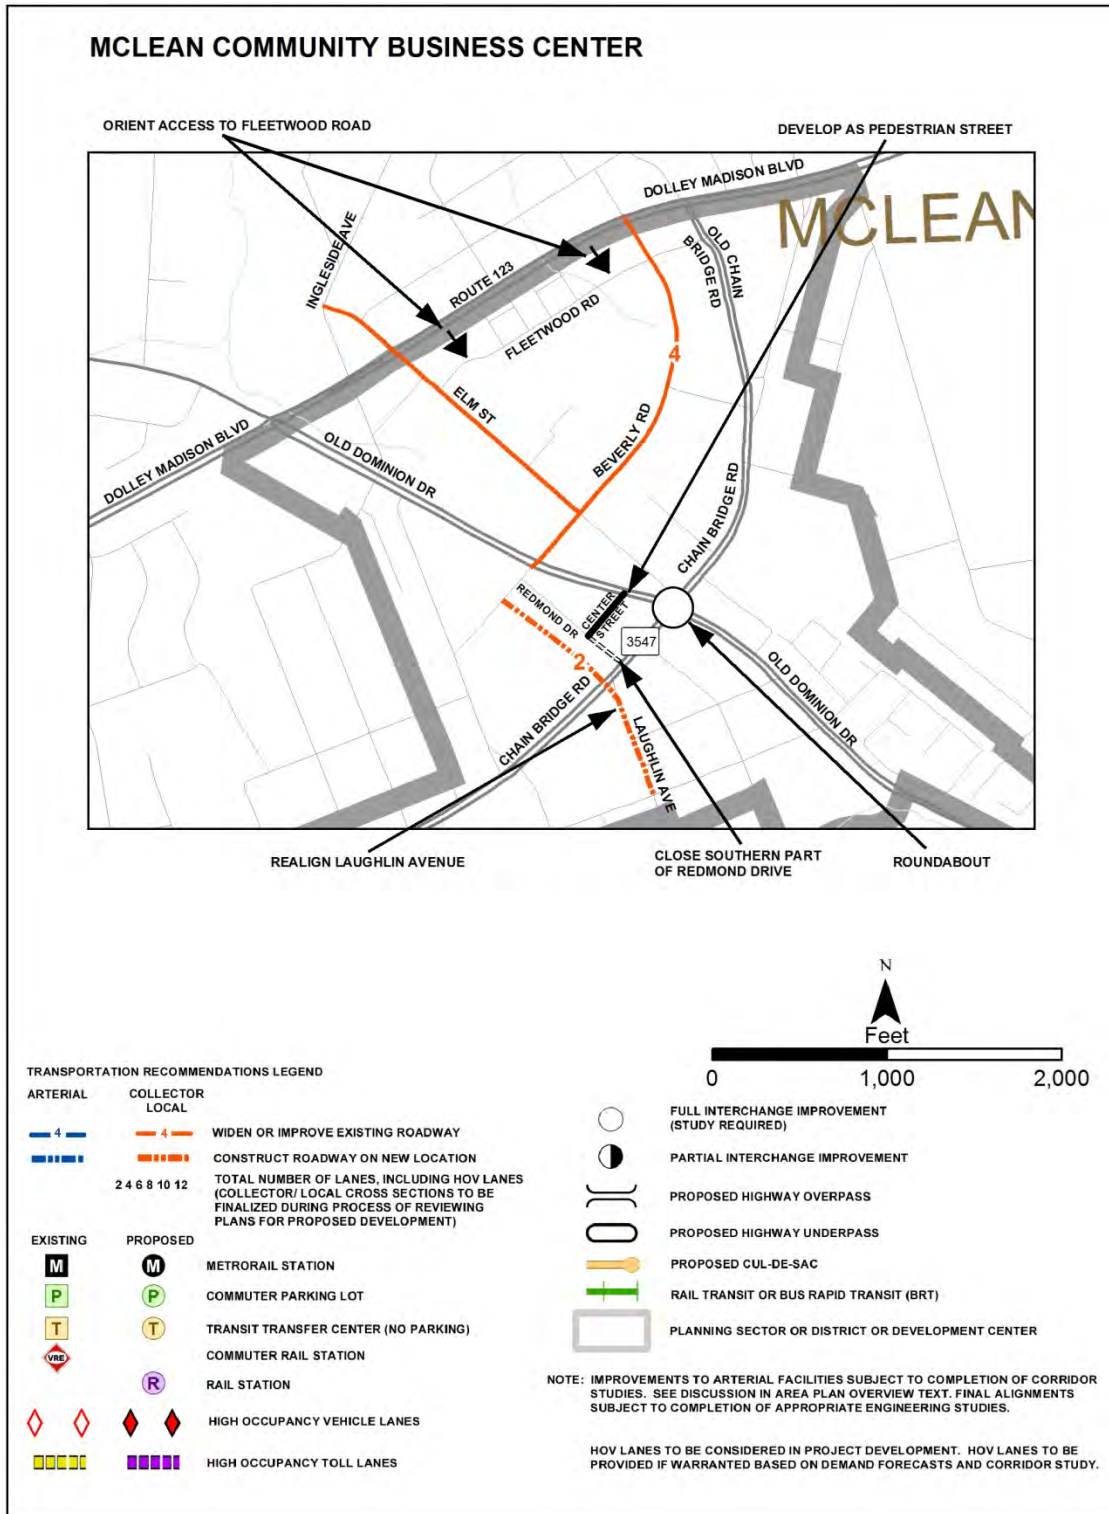 MCLEAN COMMUNITY BUSINESS CENTER
ORIENT ACCESS TO FLEETWOOD ROAD
DEVELOP AS PEDESTRIAN STREET
DOLLEY MADISON BLVD
MCLEAN
INGLESIDE AVE
ROUTE 123
OLD CHAIN
BRIDGE RD
FLEETWOOD RD
4
ELM ST
BEVERLY RD
DOLLEY MADISON BLVD
OLD DOMINION DR
CHAIN BRIDGE RD
REDMOND DR
CENTER
STREET
3547
2
OLD DOMINION DR
CHAIN BRIDGE RD
LAUGHLIN AVE
REALIGN LAUGHLIN AVENUE
CLOSE SOUTHERN PART
OF REDMOND DRIVE
ROUNDABOUT
N
Feet
0 1,000 2,000
TRANSPORTATION RECOMMENDATIONS LEGEND
ARTERIAL
COLLECTOR
LOCAL
4 4 WIDEN OR IMPROVE EXISTING ROADWAY
CONSTRUCT ROADWAY ON NEW LOCATION
2 4 6 8 10 12 TOTAL NUMBER OF LANES, INCLUDING HOV LANES
(COLLECTOR/ LOCAL CROSS SECTIONS TO BE
FINALIZED DURING PROCESS OF REVIEWING
PLANS FOR PROPOSED DEVELOPMENT)
EXISTING PROPOSED
M M METRORAIL STATION
P P COMMUTER PARKING LOT
T T TRANSIT TRANSFER CENTER (NO PARKING)
VRE COMMUTER RAIL STATION
R RAIL STATION
HIGH OCCUPANCY VEHICLE LANES
HIGH OCCUPANCY TOLL LANES
FULL INTERCHANGE IMPROVEMENT
(STUDY REQUIRED)
PARTIAL INTERCHANGE IMPROVEMENT
PROPOSED HIGHWAY OVERPASS
PROPOSED HIGHWAY UNDERPASS
PROPOSED CUL-DE-SAC
RAIL TRANSIT OR BUS RAPID TRANSIT (BRT)
PLANNING SECTOR OR DISTRICT OR DEVELOPMENT CENTER
NOTE: IMPROVEMENTS TO ARTERIAL FACILITIES SUBJECT TO COMPLETION OF CORRIDOR
STUDIES. SEE DISCUSSION IN AREA PLAN OVERVIEW TEXT. FINAL ALIGNMENTS
SUBJECT TO COMPLETION OF APPROPRIATE ENGINEERING STUDIES.
HOV LANES TO BE CONSIDERED IN PROJECT DEVELOPMENT. HOV LANES TO BE
PROVIDED IF WARRANTED BASED ON DEMAND FORECASTS AND CORRIDOR STUDY.